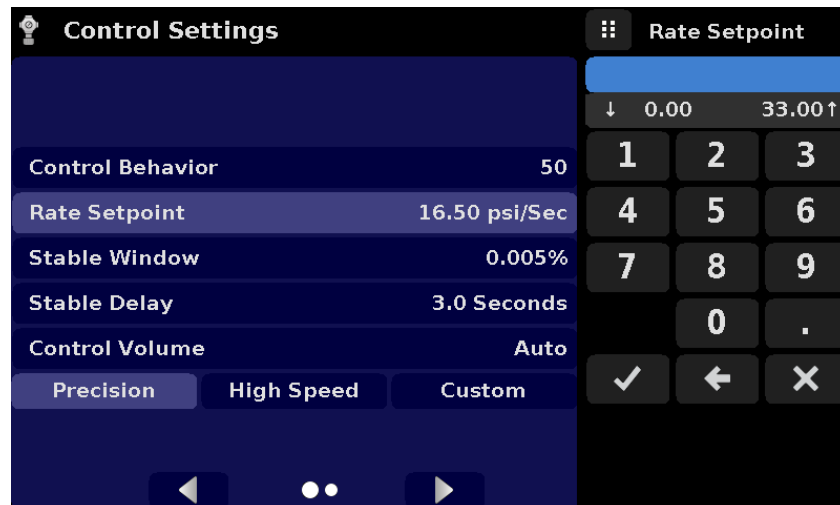 Control Settings
Control Behavior 50
Rate Setpoint 16.50 psi/Sec
Stable Window 0.005%
Stable Delay 3.0 Seconds
Control Volume Auto
Precision High Speed Custom
Rate Setpoint
↓ 0.00 33.00↑
1 2 3
4 5 6
7 8 9
0 .